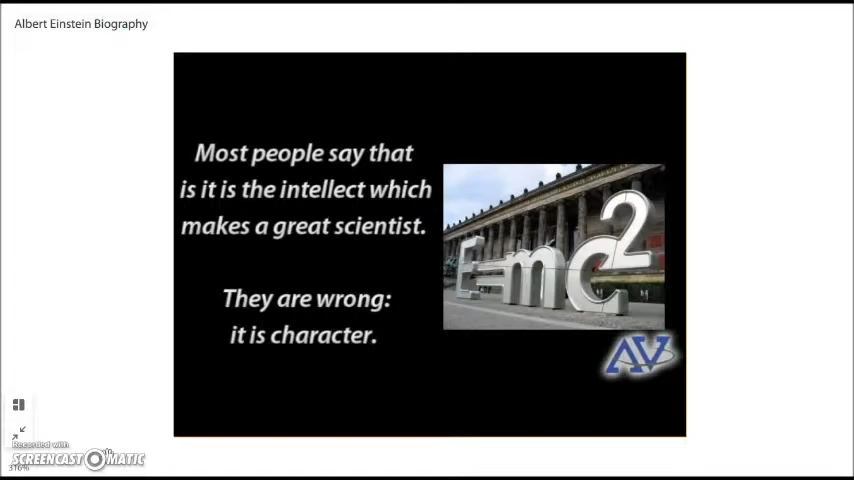 Albert Einstein Biography
Most people say that
is it is the intellect which
makes a great scientist.
They are wrong:
it is character.
E=mc2
AV
Recorded with
SCREENCAST-O-MATIC
316%